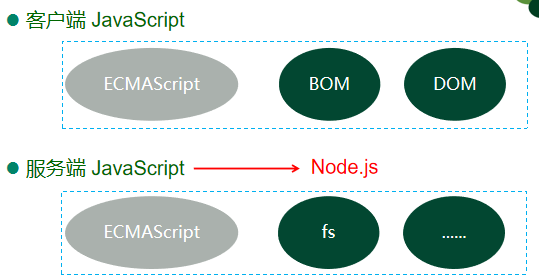 客户端 JavaScript
ECMAScript BOM DOM
服务端 JavaScript Node.js
ECMAScript fs ......